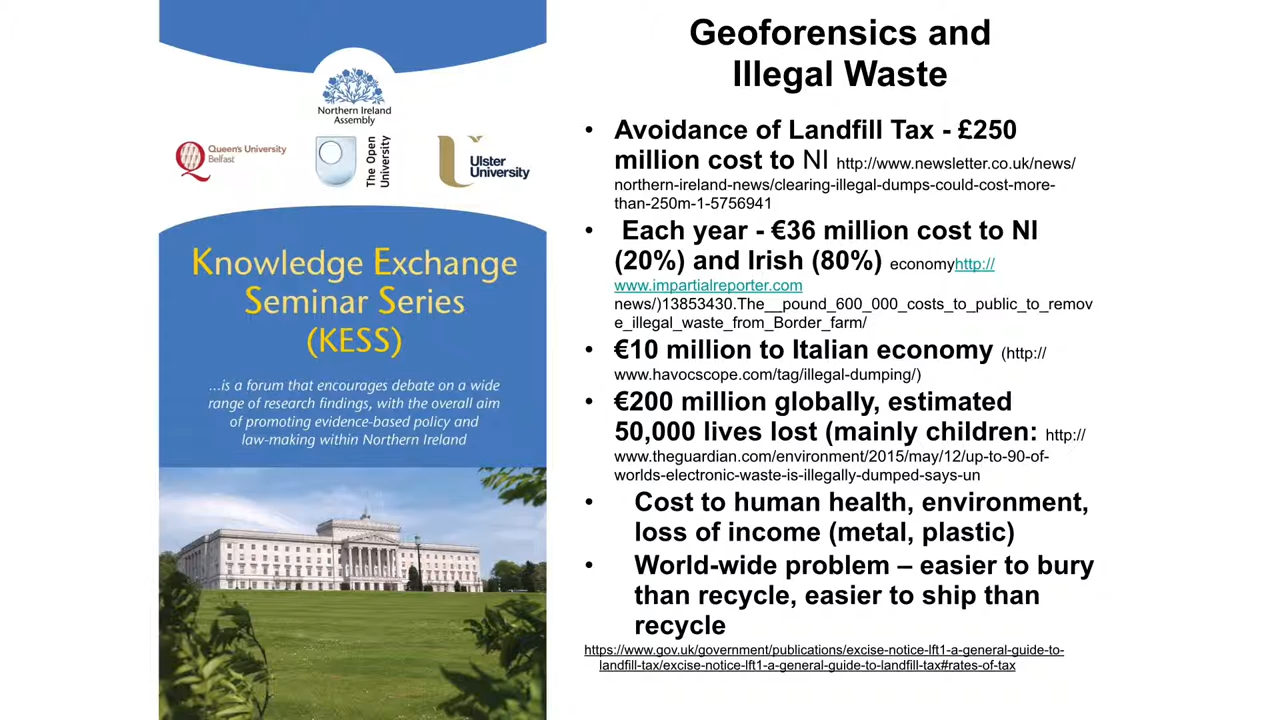 Northern Ireland
Assembly
Queen's University
Belfast
The Open
University
Ulster
University
Knowledge Exchange
Seminar Series
(KESS)
...is a forum that encourages debate on a wide
range of research findings, with the overall aim
of promoting evidence-based policy and
law-making within Northern Ireland
Geoforensics and
Illegal Waste
• Avoidance of Landfill Tax - £250
million cost to NI http://www.newsletter.co.uk/news/
northern-ireland-news/clearing-illegal-dumps-could-cost-more-
than-250m-1-5756941
• Each year - €36 million cost to NI
(20%) and Irish (80%) economyhttp://
www.impartialreporter.com
news/)13853430.The__pound_600_000_costs_to_public_to_remov
e_illegal_waste_from_Border_farm/
• €10 million to Italian economy (http://
www.havocscope.com/tag/illegal-dumping/)
• €200 million globally, estimated
50,000 lives lost (mainly children: http://
www.theguardian.com/environment/2015/may/12/up-to-90-of-
worlds-electronic-waste-is-illegally-dumped-says-un
• Cost to human health, environment,
loss of income (metal, plastic)
• World-wide problem – easier to bury
than recycle, easier to ship than
recycle
https://www.gov.uk/government/publications/excise-notice-lft1-a-general-guide-to-
landfill-tax/excise-notice-lft1-a-general-guide-to-landfill-tax#rates-of-tax